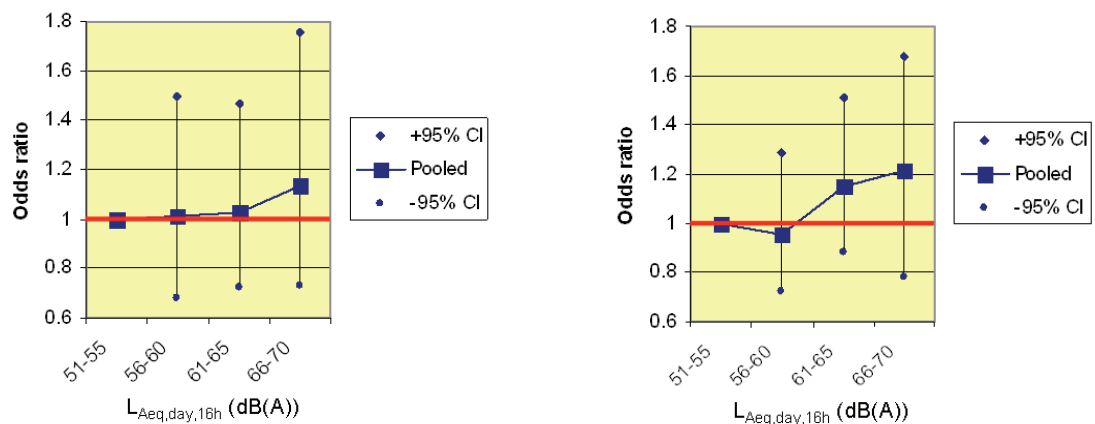 1.8
1.6
1.4
1.2
1
0.8
0.6
Odds ratio
51-55
56-60
61-65
66-70
LAeq,day,16h (dB(A))
+95% CI
Pooled
-95% CI
1.8
1.6
1.4
1.2
1
0.8
0.6
Odds ratio
51-55
56-60
61-65
66-70
LAeq,day,16h (dB(A))
+95% CI
Pooled
-95% CI